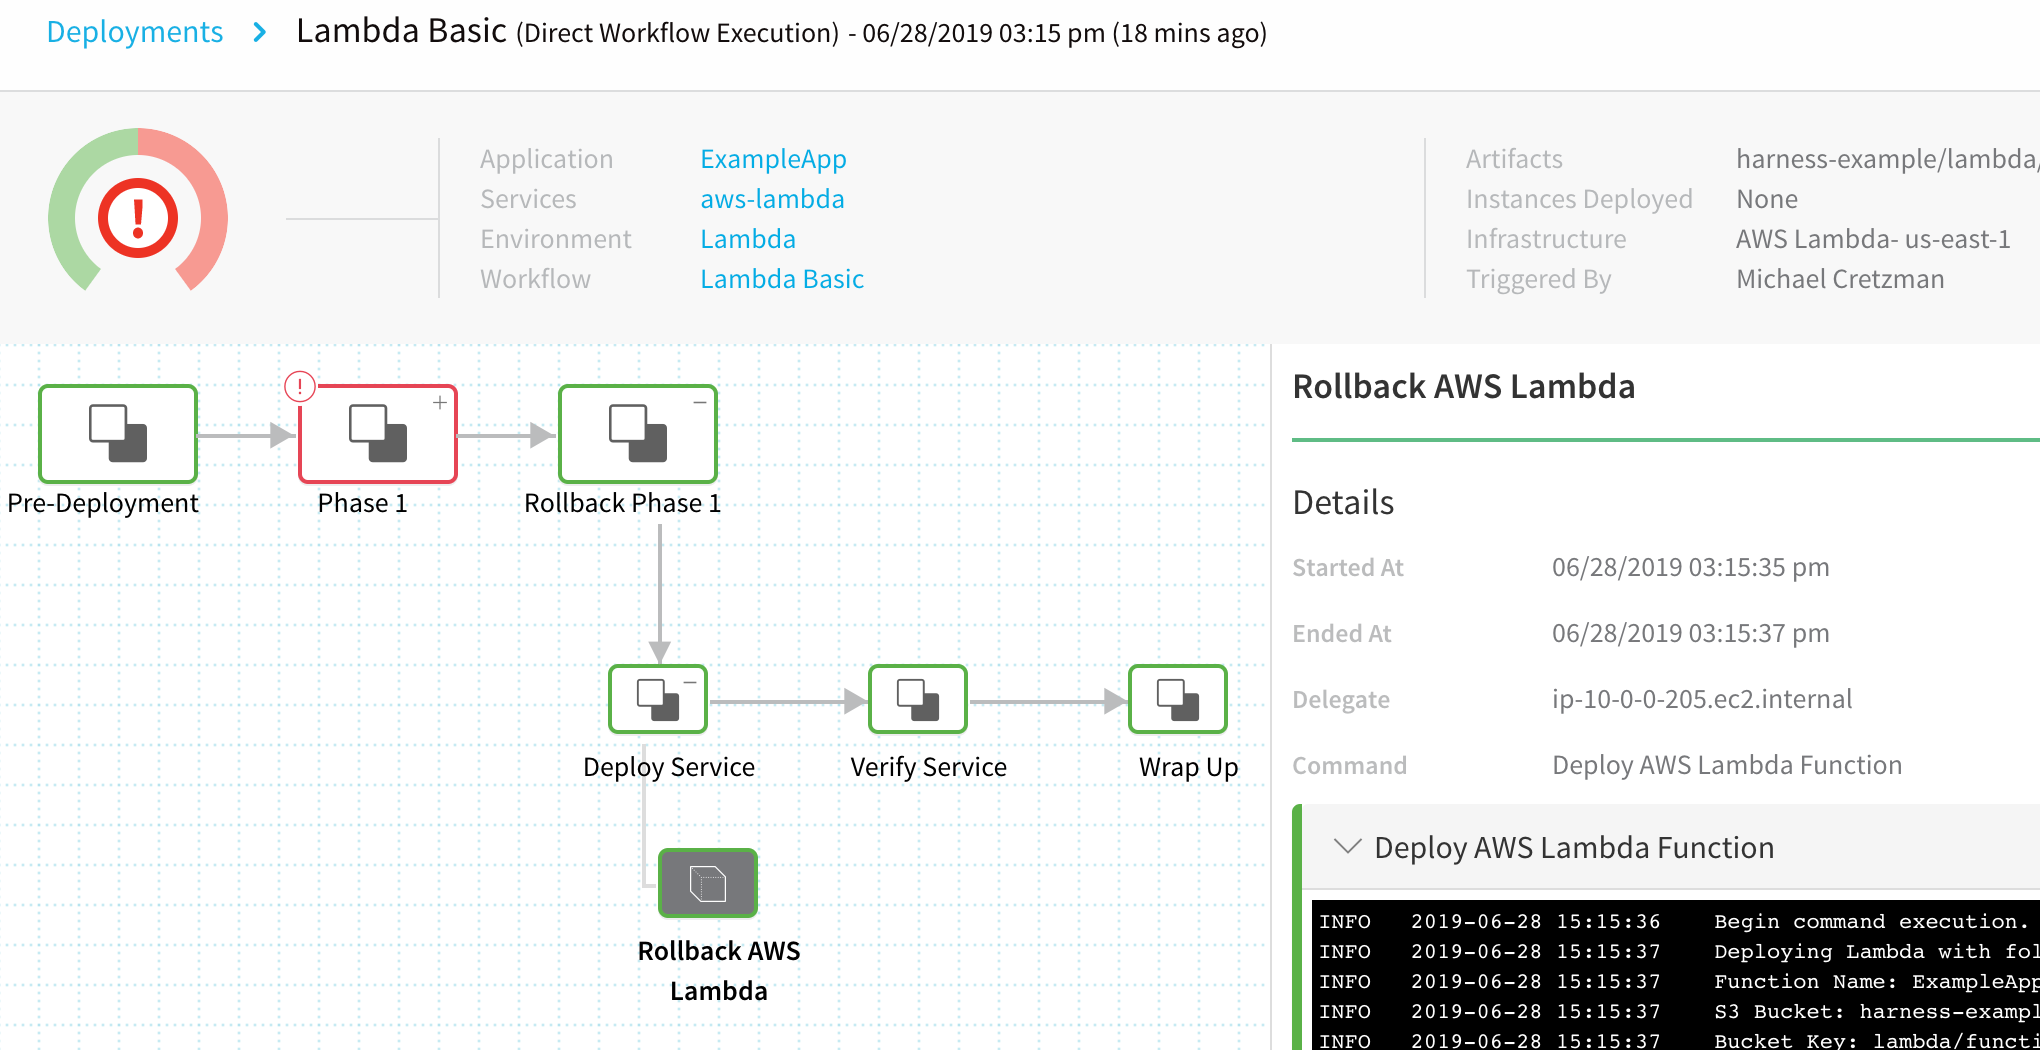 Deployments > Lambda Basic (Direct Workflow Execution) - 06/28/2019 03:15 pm (18 mins ago)
Application ExampleApp
Services aws-lambda
Environment Lambda
Workflow Lambda Basic
Artifacts harness-example/lambda/
Instances Deployed None
Infrastructure AWS Lambda- us-east-1
Triggered By Michael Cretzman
Pre-Deployment
Phase 1
Rollback Phase 1
Deploy Service
Verify Service
Wrap Up
Rollback AWS
Lambda
Rollback AWS Lambda
Details
Started At 06/28/2019 03:15:35 pm
Ended At 06/28/2019 03:15:37 pm
Delegate ip-10-0-0-205.ec2.internal
Command Deploy AWS Lambda Function
Deploy AWS Lambda Function
INFO 2019-06-28 15:15:36 Begin command execution.
INFO 2019-06-28 15:15:37 Deploying Lambda with fol
INFO 2019-06-28 15:15:37 Function Name: ExampleApp
INFO 2019-06-28 15:15:37 S3 Bucket: harness-exampl
INFO 2019-06-28 15:15:37 Bucket Key: lambda/functi